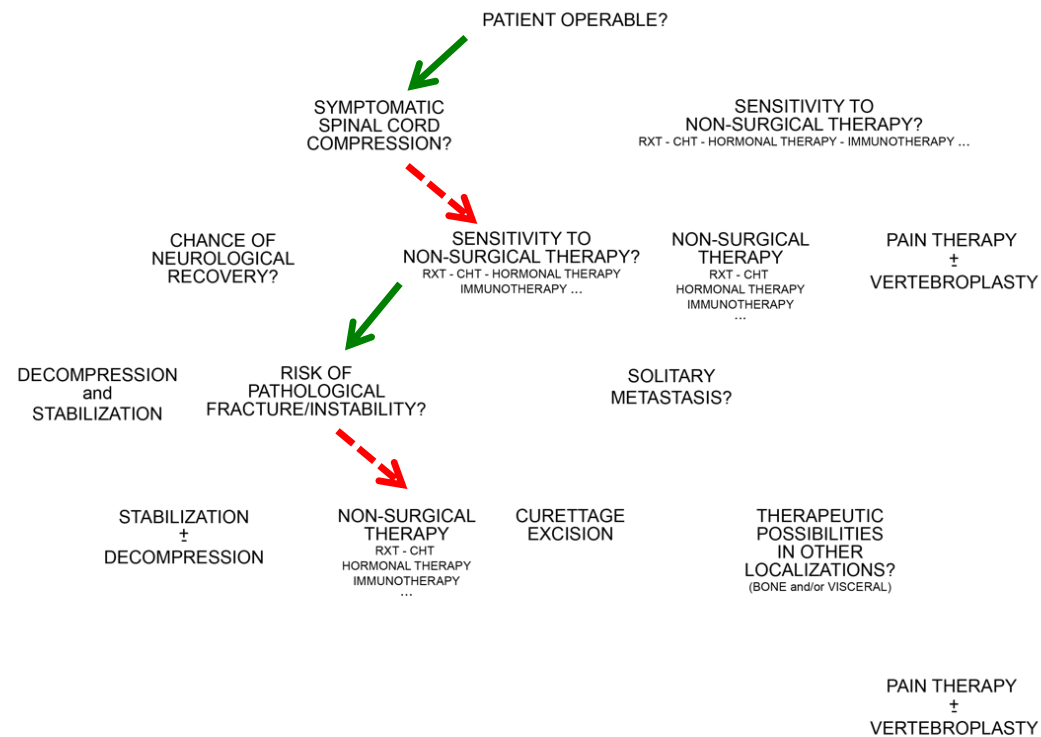 PATIENT OPERABLE?
SYMPTOMATIC
SPINAL CORD
COMPRESSION?
SENSITIVITY TO
NON-SURGICAL THERAPY?
RXT - CHT - HORMONAL THERAPY - IMMUNOTHERAPY ...
CHANCE OF
NEUROLOGICAL
RECOVERY?
SENSITIVITY TO
NON-SURGICAL THERAPY?
RXT - CHT - HORMONAL THERAPY
IMMUNOTHERAPY ...
NON-SURGICAL
THERAPY
RXT - CHT
HORMONAL THERAPY
IMMUNOTHERAPY
...
PAIN THERAPY
±
VERTEBROPLASTY
DECOMPRESSION
and
STABILIZATION
RISK OF
PATHOLOGICAL
FRACTURE/INSTABILITY?
SOLITARY
METASTASIS?
STABILIZATION
±
DECOMPRESSION
NON-SURGICAL
THERAPY
RXT - CHT
HORMONAL THERAPY
IMMUNOTHERAPY
...
CURETTAGE
EXCISION
THERAPEUTIC
POSSIBILITIES
IN OTHER
LOCALIZATIONS?
(BONE and/or VISCERAL)
PAIN THERAPY
±
VERTEBROPLASTY